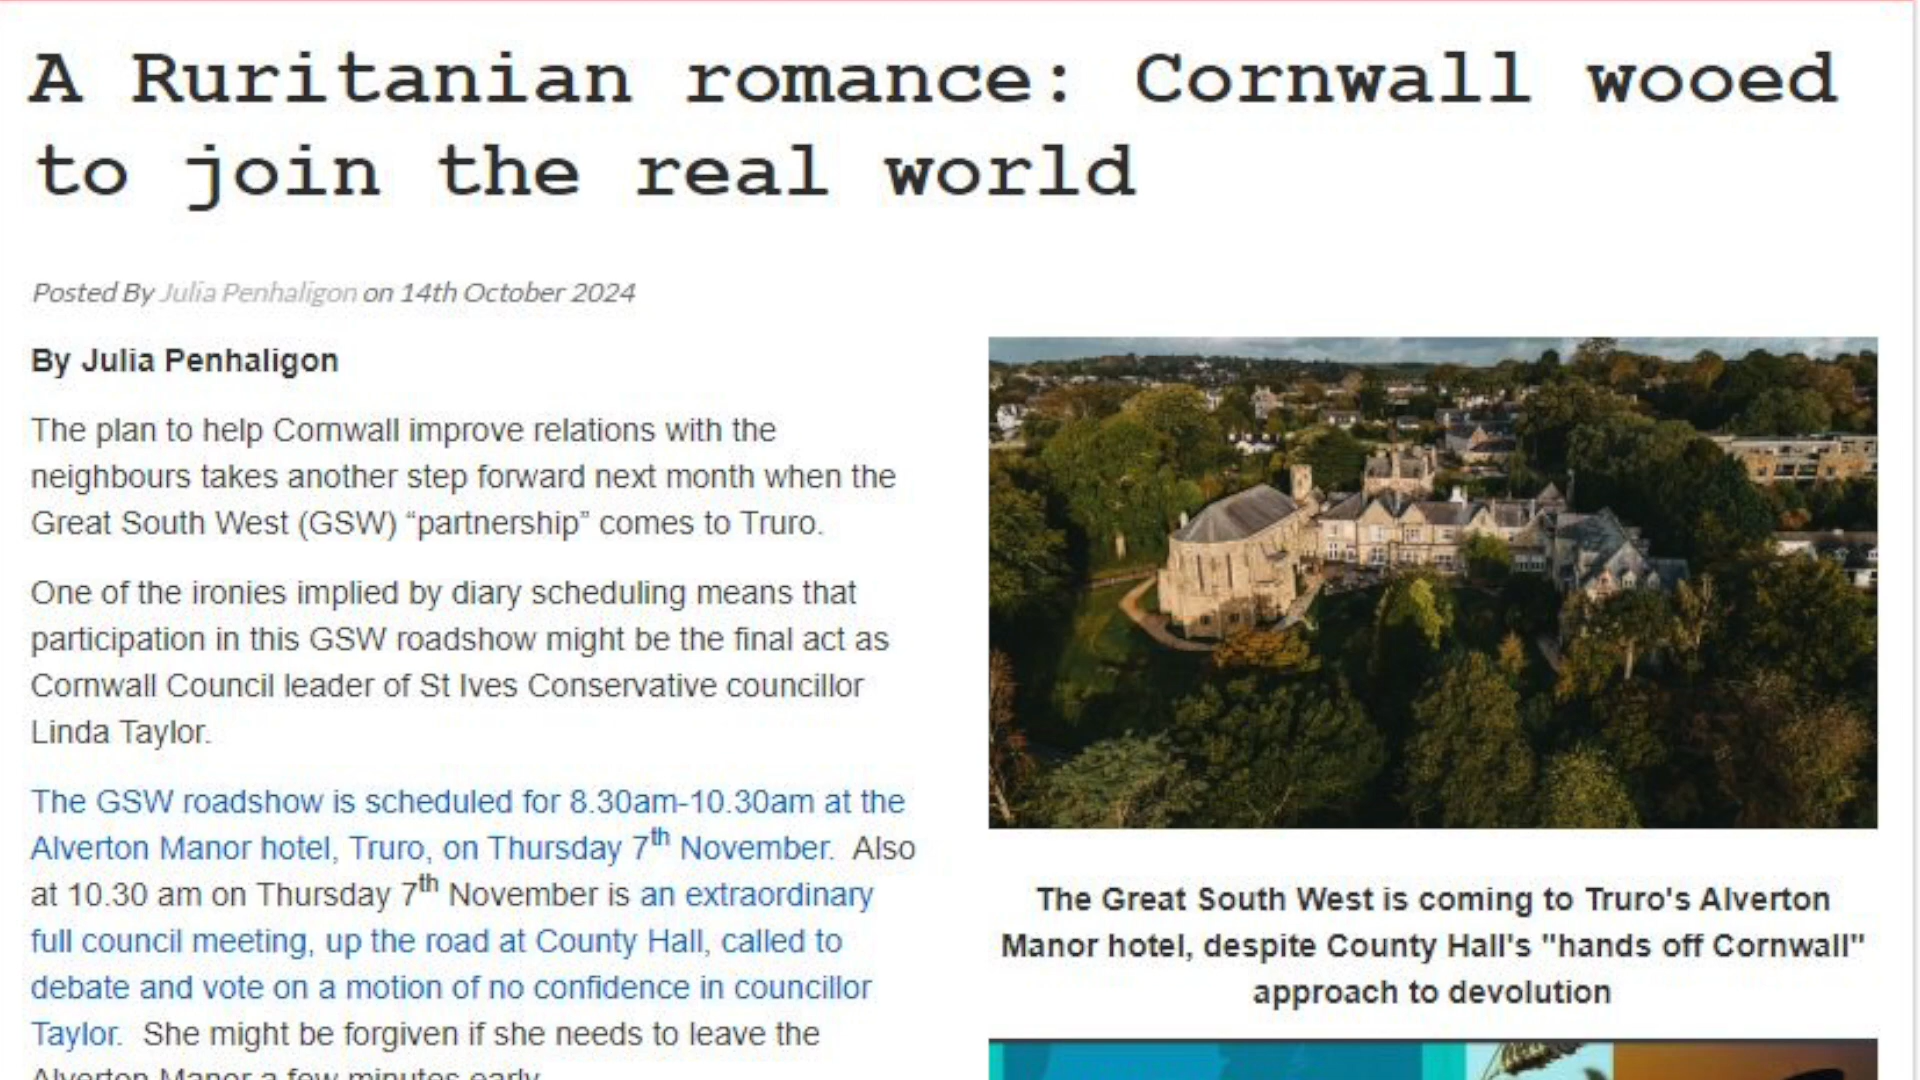 A Ruritanian romance: Cornwall wooed
to join the real world
Posted By Julia Penhaligon on 14th October 2024
By Julia Penhaligon
The plan to help Cornwall improve relations with the
neighbours takes another step forward next month when the
Great South West (GSW) “partnership” comes to Truro.
One of the ironies implied by diary scheduling means that
participation in this GSW roadshow might be the final act as
Cornwall Council leader of St Ives Conservative councillor
Linda Taylor.
The GSW roadshow is scheduled for 8.30am-10.30am at the
Alverton Manor hotel, Truro, on Thursday 7th November.  Also
at 10.30 am on Thursday 7th November is an extraordinary
full council meeting, up the road at County Hall, called to
debate and vote on a motion of no confidence in councillor
Taylor.  She might be forgiven if she needs to leave the
Alverton Manor a few minutes early.
The Great South West is coming to Truro's Alverton
Manor hotel, despite County Hall's "hands off Cornwall"
approach to devolution